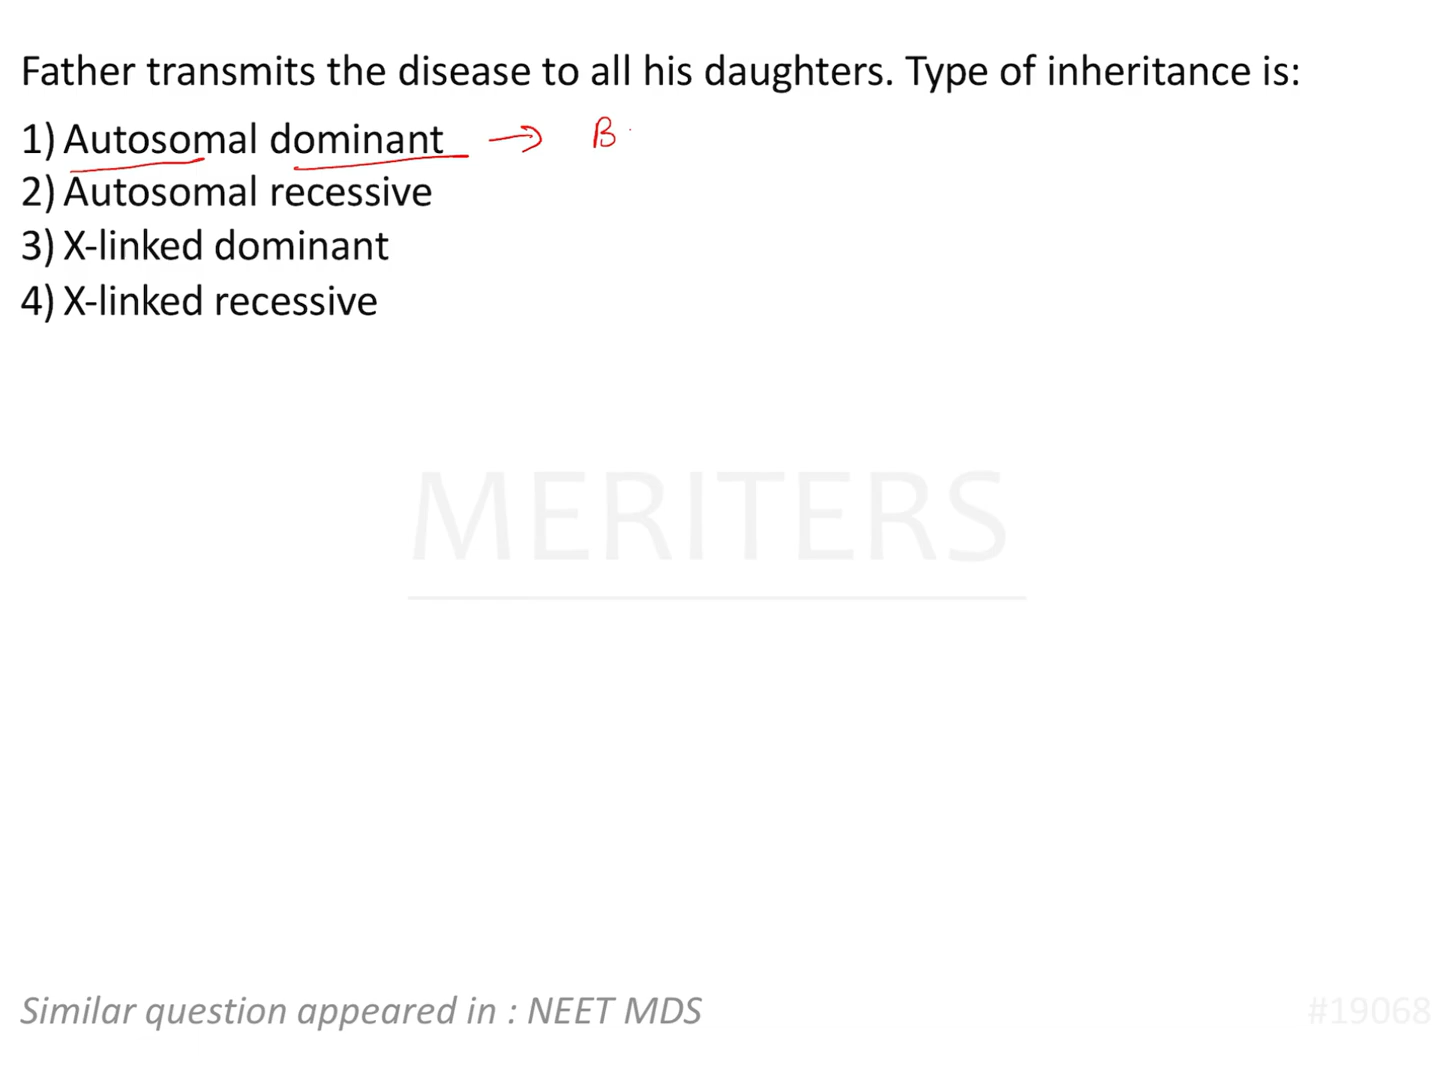 Father transmits the disease to all his daughters. Type of inheritance is:
1) Autosomal dominant → B
2) Autosomal recessive
3) X-linked dominant
4) X-linked recessive
MERITERS
Similar question appeared in : NEET MDS
#19068